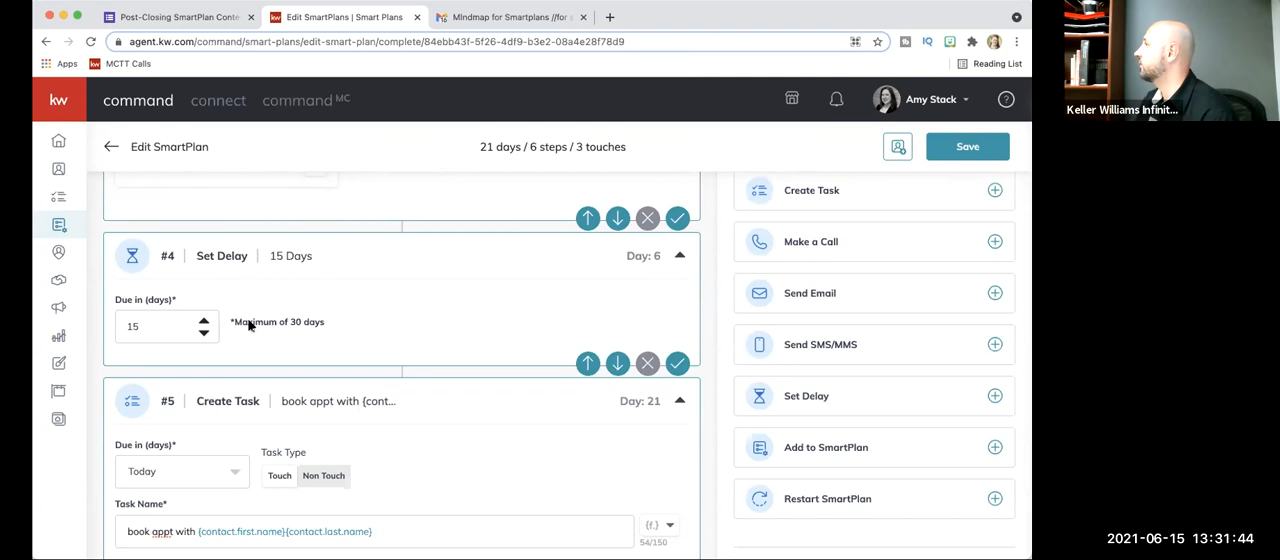 Post-Closing SmartPlan Conte
Edit SmartPlans | Smart Plans
MIndmap for Smartplans //for s
agent.kw.com/command/smart-plans/edit-smart-plan/complete/84ebb43f-5f26-4df9-b3e2-08a4e28f78d9
IQ
Apps
MCTT Calls
Reading List
kw
command
connect
command MC
Amy Stack
Keller Williams Infinit...
Edit SmartPlan
21 days / 6 steps / 3 touches
Save
Create Task
#4
Set Delay
15 Days
Day: 6
Make a Call
Due in (days)*
15
*Maximum of 30 days
Send Email
Send SMS/MMS
#5
Create Task
book appt with {cont...
Day: 21
Set Delay
Due in (days)*
Task Type
Today
Touch
Non Touch
Add to SmartPlan
Task Name*
Restart SmartPlan
book appt with {contact.first.name}{contact.last.name}
{f.}
54/150
2021-06-15 13:31:44